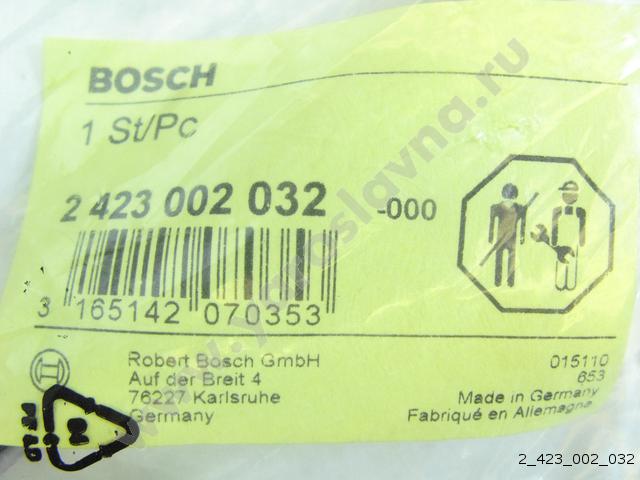 BOSCH
1 St/Pc
2 423 002 032 -000
3 165142 070353
Robert Bosch GmbH
Auf der Breit 4
76227 Karlsruhe
Germany
015110
653
Made in Germany
Fabriqué en Allemagne
www.yaroslavna.ru
2_423_002_032